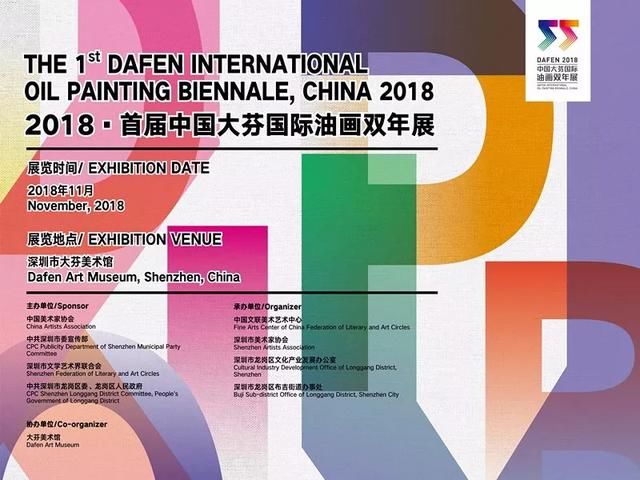 THE 1st DAFEN INTERNATIONAL
OIL PAINTING BIENNALE, CHINA 2018
2018·首届中国大芬国际油画双年展
DAFEN 2018
中国大芬国际
油画双年展
DAFEN INTERNATIONAL
OIL PAINTING BIENNALE, CHINA
展览时间/ EXHIBITION DATE
2018年11月
November, 2018
展览地点/ EXHIBITION VENUE
深圳市大芬美术馆
Dafen Art Museum, Shenzhen, China
主办单位/Sponsor
中国美术家协会
China Artists Association
中共深圳市委宣传部
CPC Publicity Department of Shenzhen Municipal Party
Committee
深圳市文学艺术界联合会
Shenzhen Federation of Literary and Art Circles
中共深圳市龙岗区委、龙岗区人民政府
CPC Shenzhen Longgang District Committee, People's
Government of Longgang District
协办单位/Co-organizer
大芬美术馆
Dafen Art Museum
承办单位/Organizer
中国文联美术艺术中心
Fine Arts Center of China Federation of Literary and Art Circles
深圳市美术家协会
Shenzhen Artists Association
深圳市龙岗区文化产业发展办公室
Cultural Industry Development Office of Longgang District,
Shenzhen
深圳市龙岗区布吉街道办事处
Buji Sub-district Office of Longgang District, Shenzhen City